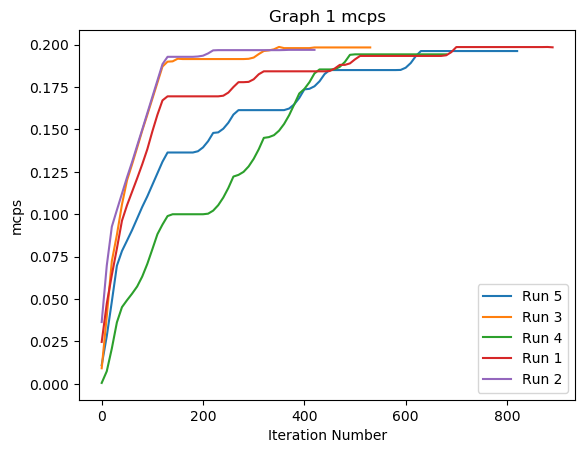 Graph 1 mcps
mcps
0.200
0.175
0.150
0.125
0.100
0.075
0.050
0.025
0.000
0 200 400 600 800
Iteration Number
Run 5
Run 3
Run 4
Run 1
Run 2